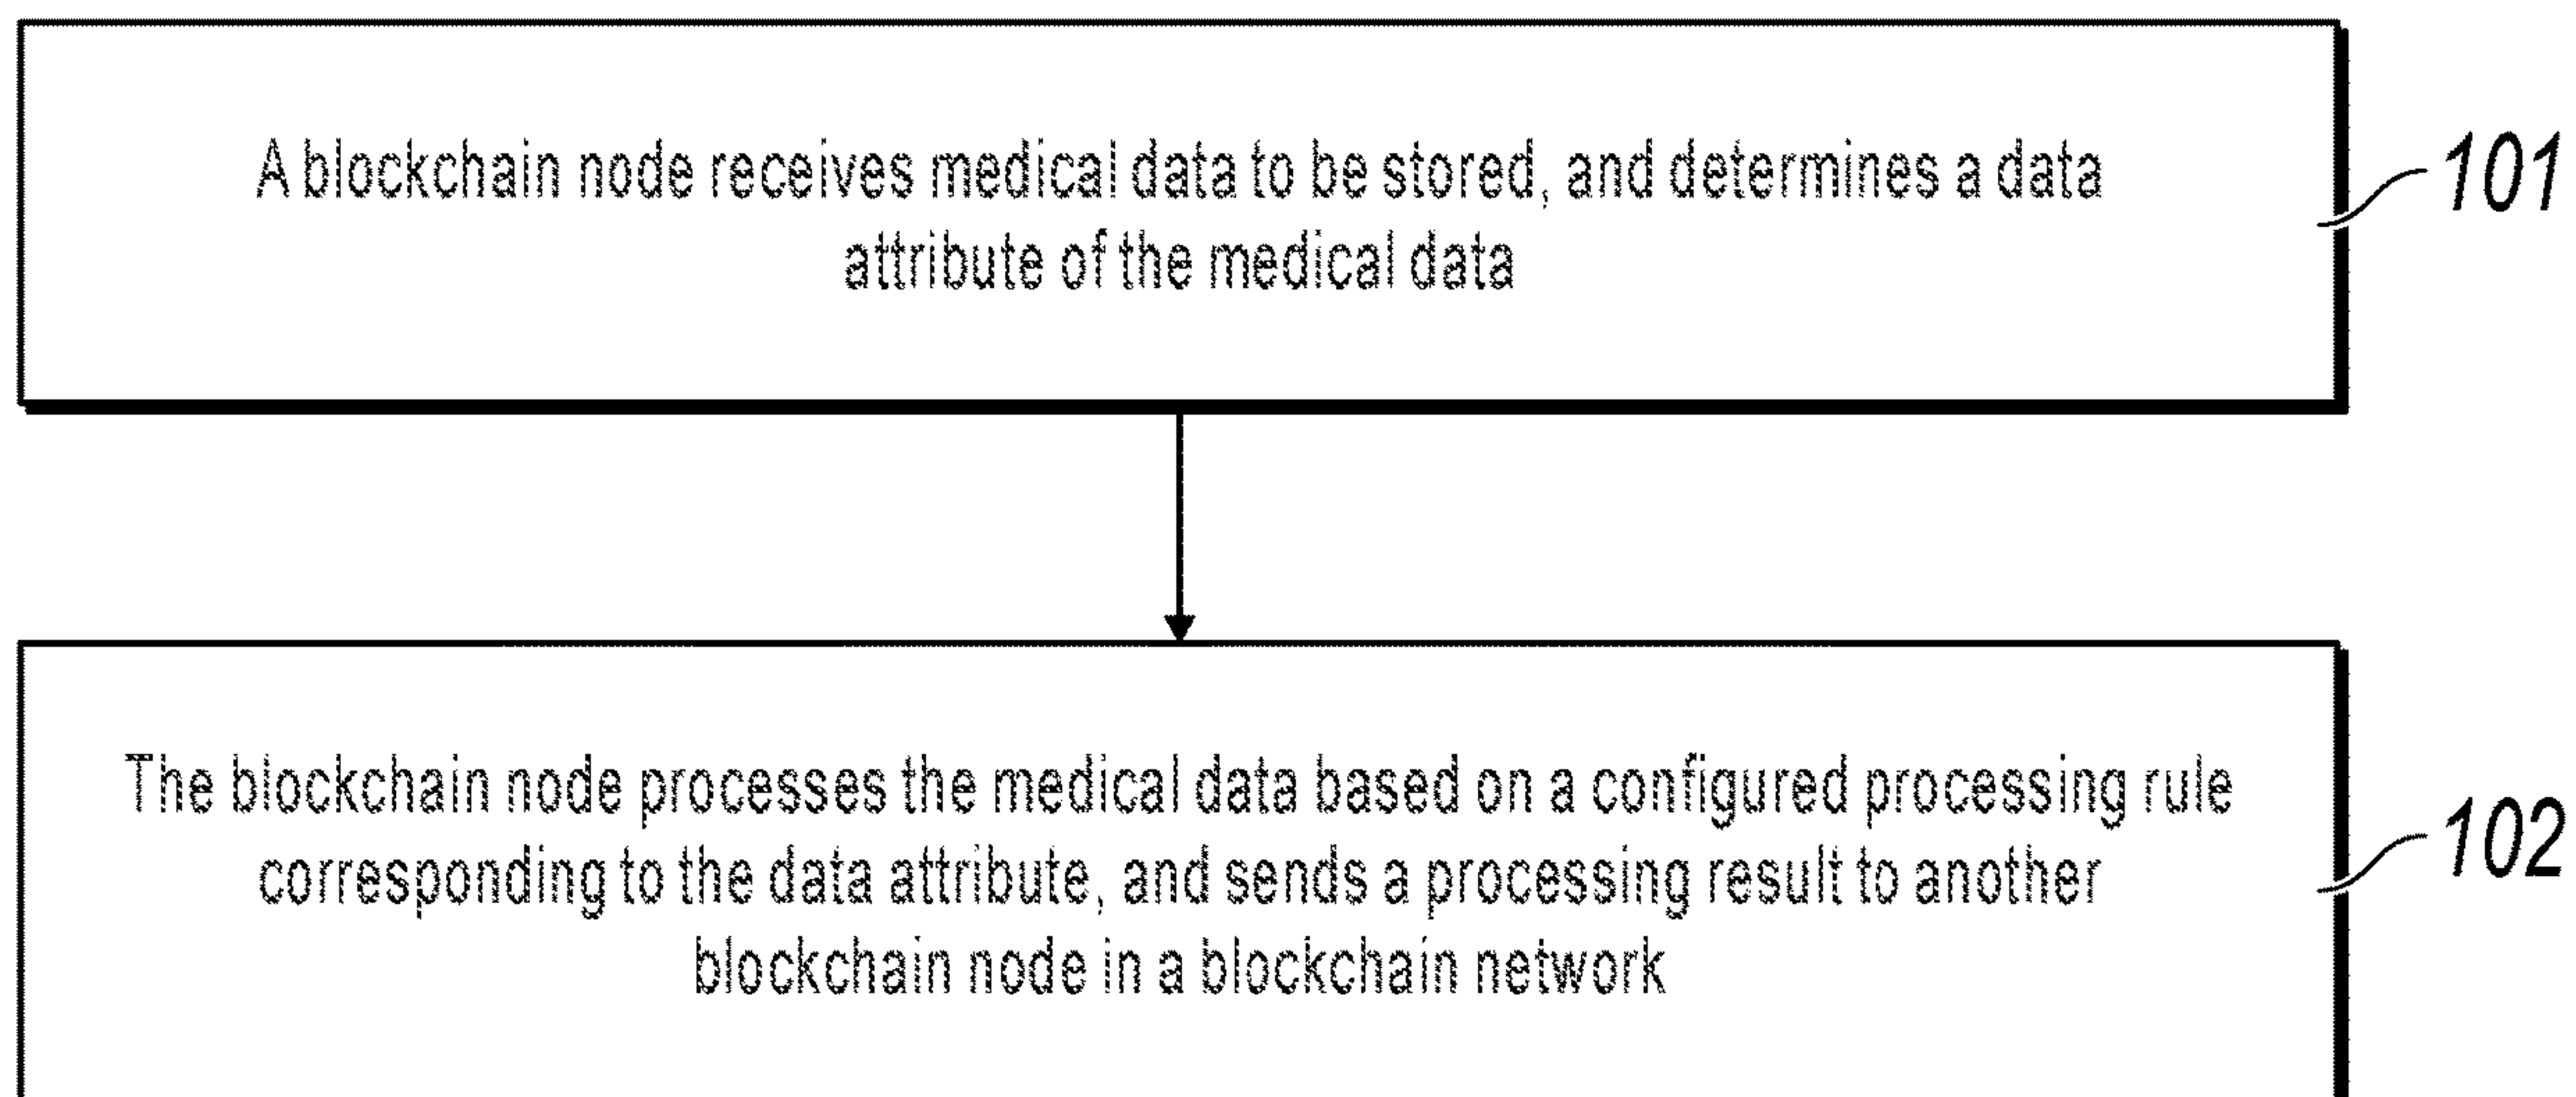 A blockchain node receives medical data to be stored, and determines a data
attribute of the medical data
101
The blockchain node processes the medical data based on a configured processing rule
corresponding to the data attribute, and sends a processing result to another
blockchain node in a blockchain network
102